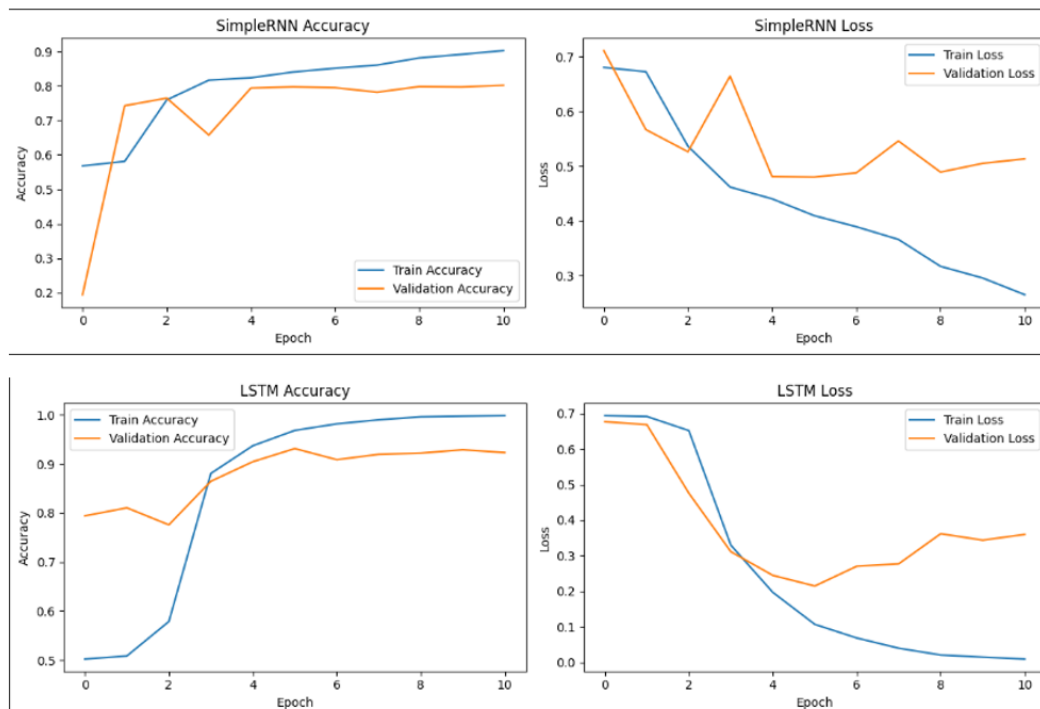 SimpleRNN Accuracy
0.9
0.8
0.7
0.6
0.5
0.4
0.3
0.2
Accuracy
Train Accuracy
Validation Accuracy
0 2 4 6 8 10
Epoch
SimpleRNN Loss
0.7
0.6
0.5
0.4
0.3
Loss
Train Loss
Validation Loss
0 2 4 6 8 10
Epoch
LSTM Accuracy
1.0
0.9
0.8
0.7
0.6
0.5
Accuracy
Train Accuracy
Validation Accuracy
0 2 4 6 8 10
Epoch
LSTM Loss
0.7
0.6
0.5
0.4
0.3
0.2
0.1
0.0
Loss
Train Loss
Validation Loss
0 2 4 6 8 10
Epoch